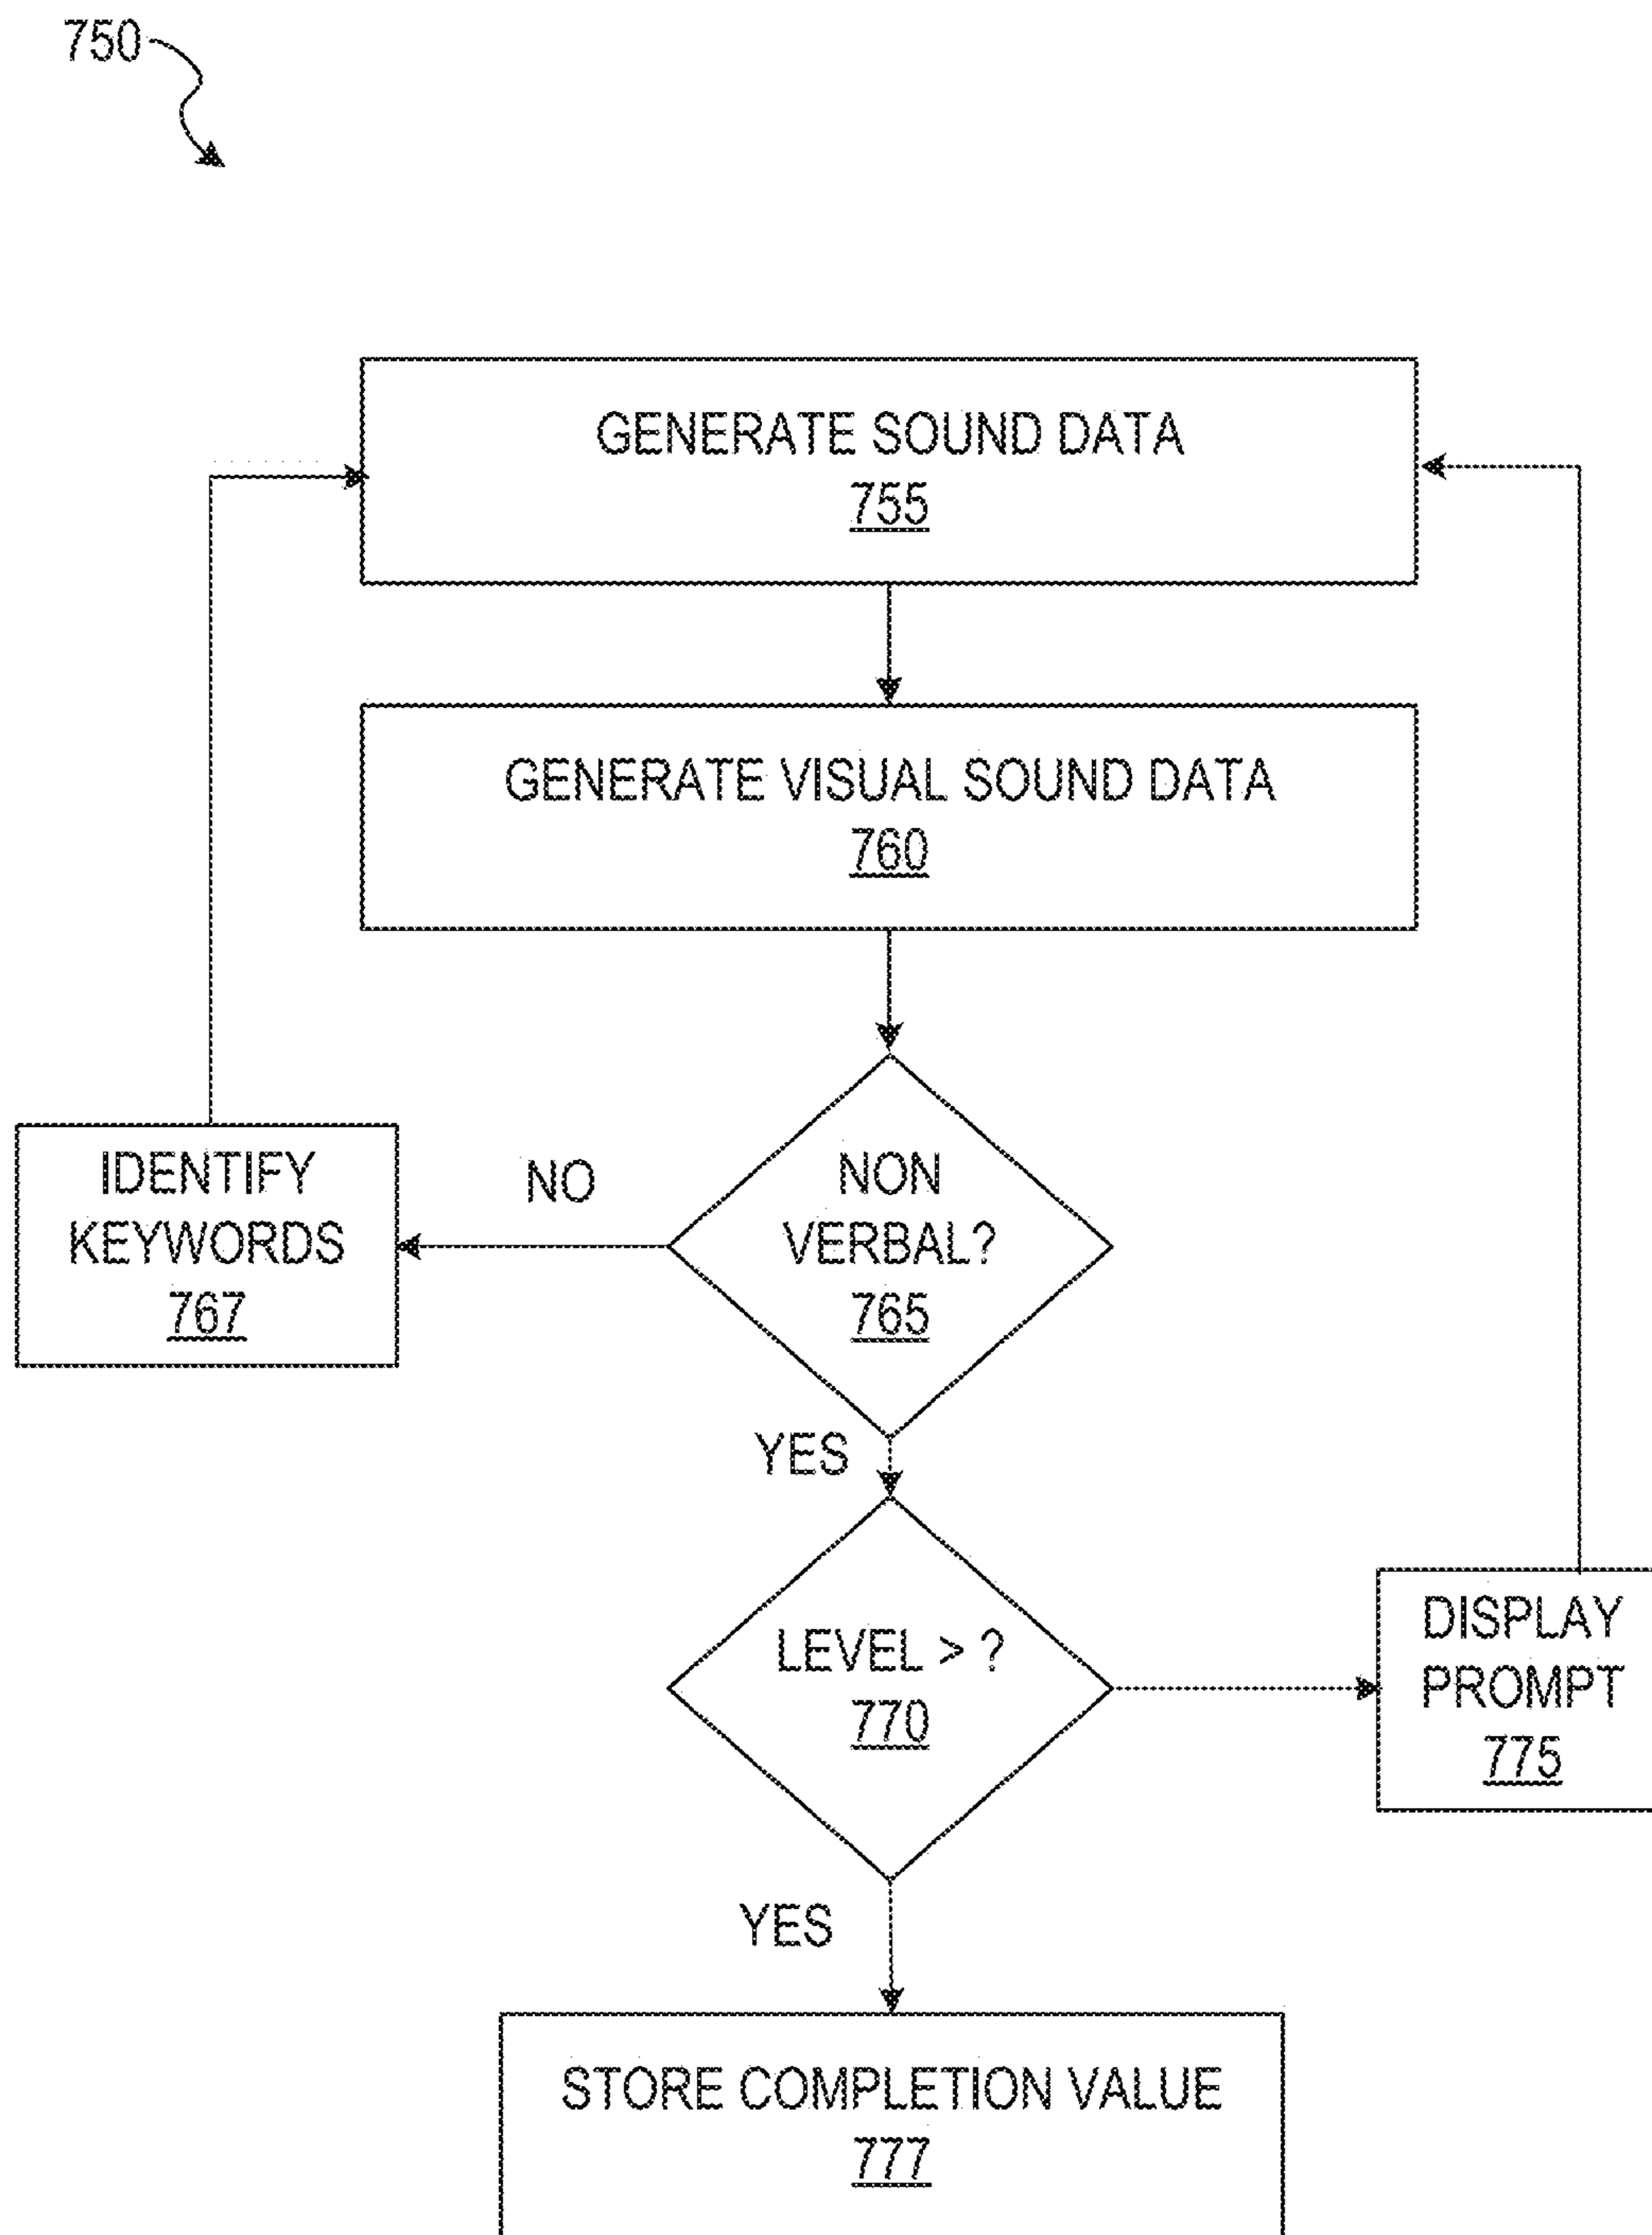 750
GENERATE SOUND DATA
755
GENERATE VISUAL SOUND DATA
760
IDENTIFY
KEYWORDS
767
NO
NON
VERBAL?
765
YES
LEVEL > ?
770
DISPLAY
PROMPT
775
YES
STORE COMPLETION VALUE
777